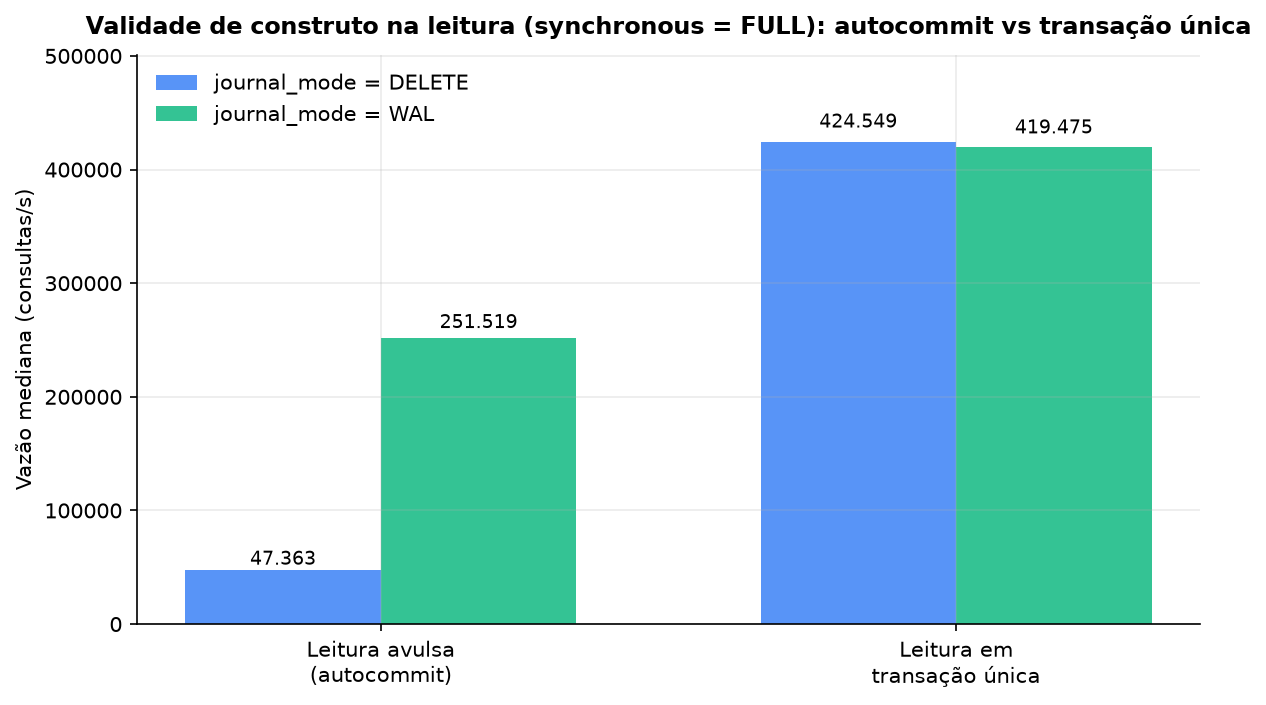 Validade de construto na leitura (synchronous = FULL): autocommit vs transação única
journal_mode = DELETE
journal_mode = WAL
Vazão mediana (consultas/s)
500000
400000
300000
200000
100000
0
47.363
251.519
424.549
419.475
Leitura avulsa
(autocommit)
Leitura em
transação única